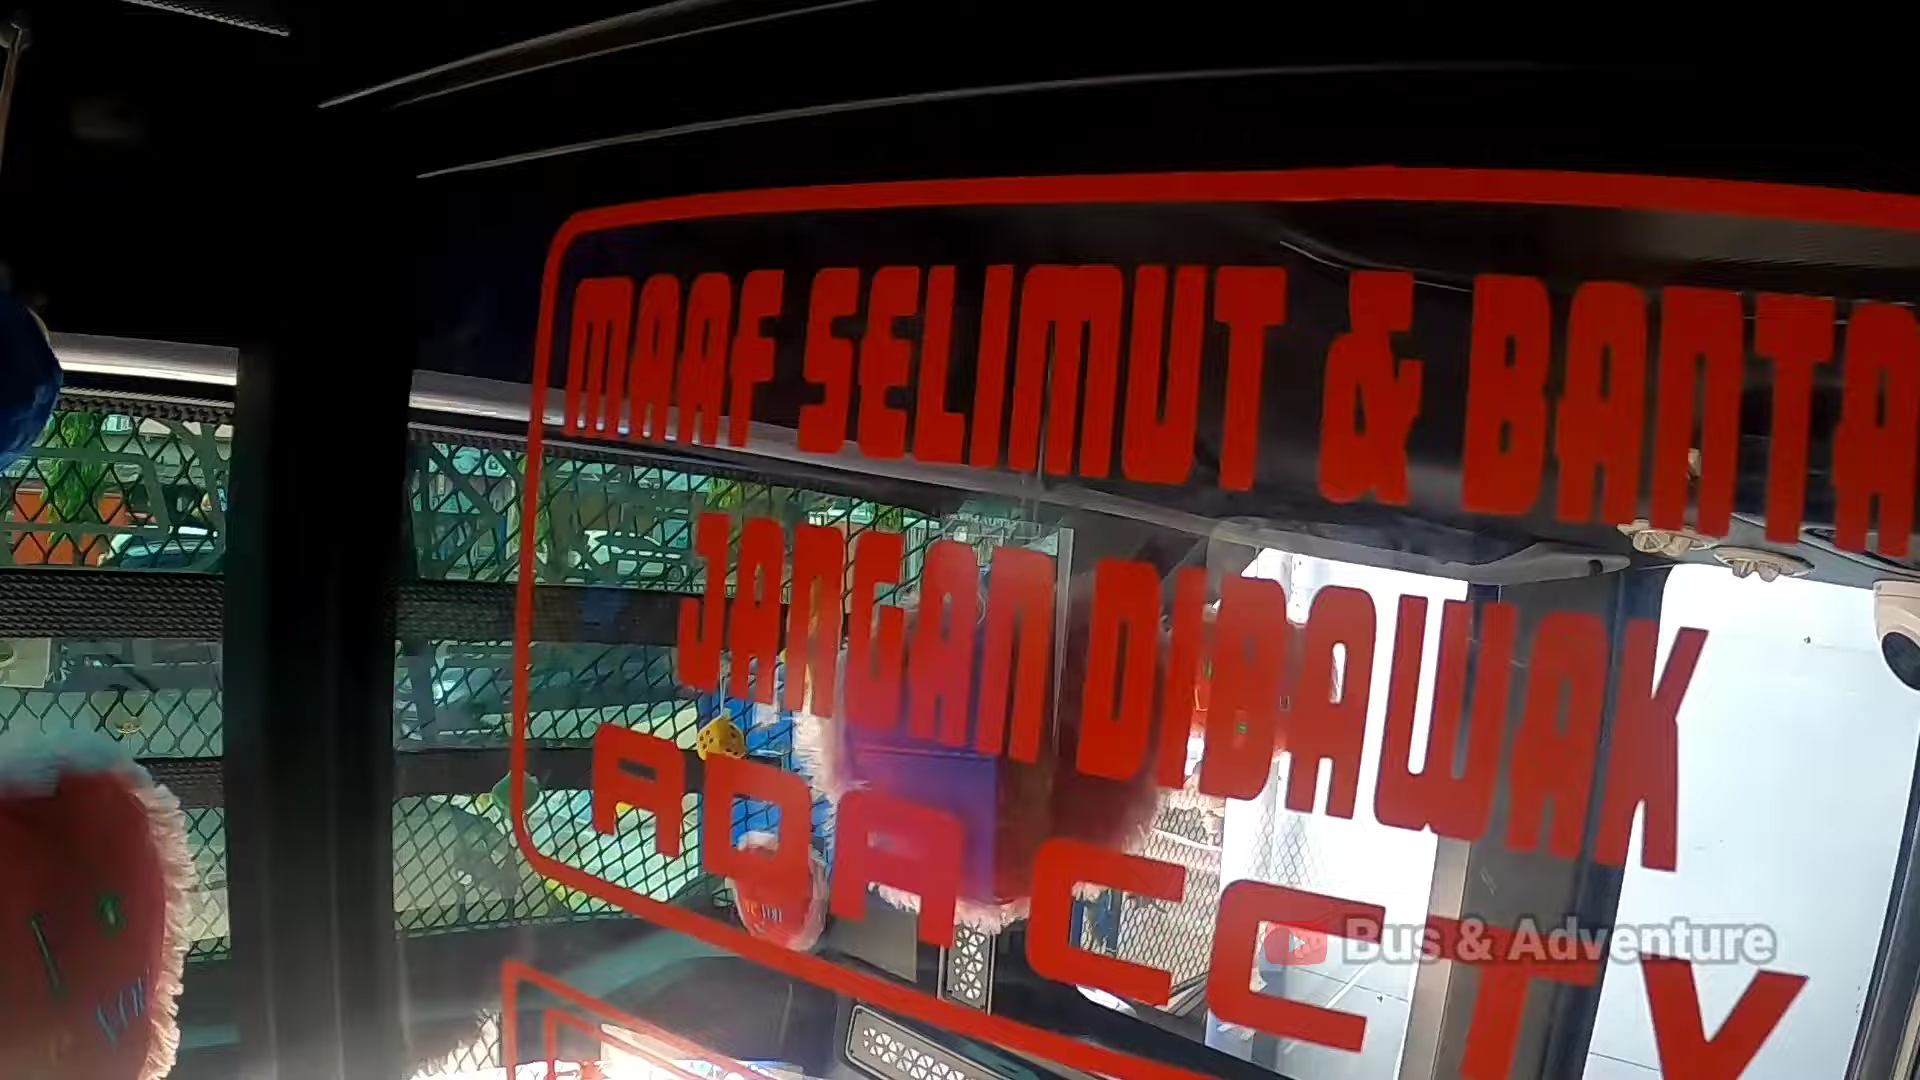 MAAF SELIMUT & BANTA
JANGAN DIBAWAK
ADA CCTV
Bus & Adventure